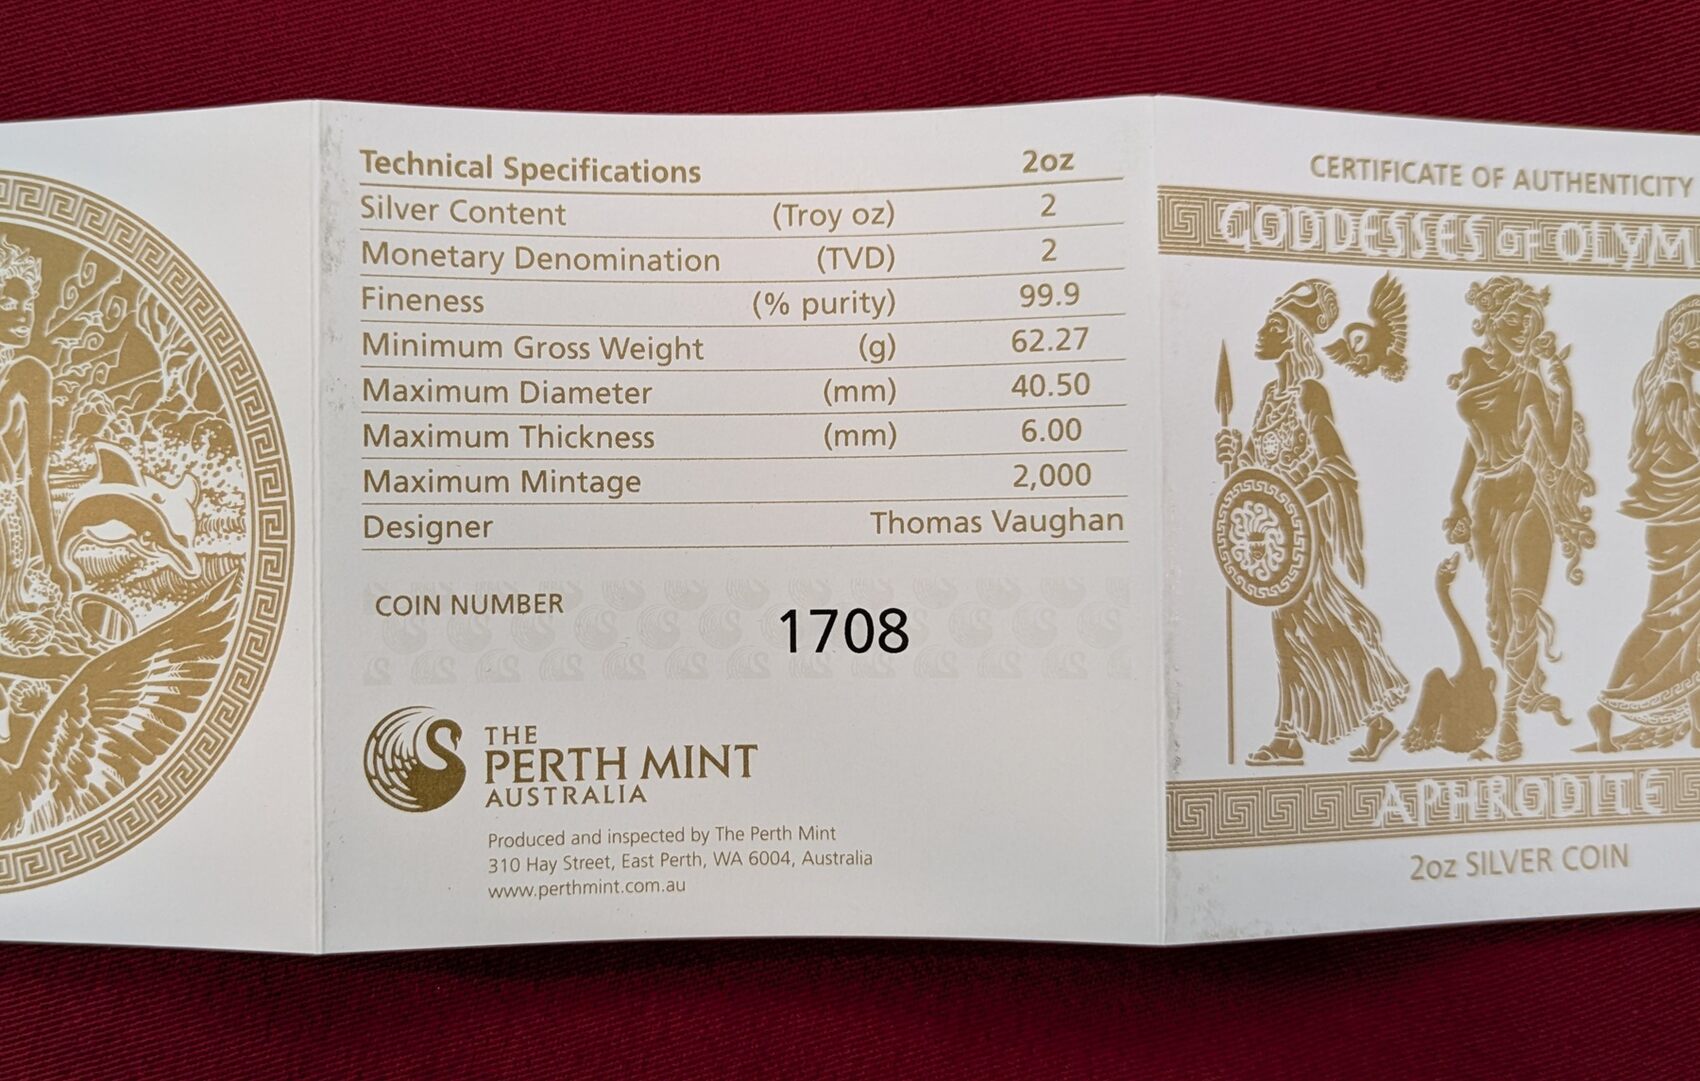 Technical Specifications 2oz
Silver Content (Troy oz) 2
Monetary Denomination (TVD) 2
Fineness (% purity) 99.9
Minimum Gross Weight (g) 62.27
Maximum Diameter (mm) 40.50
Maximum Thickness (mm) 6.00
Maximum Mintage 2,000
Designer Thomas Vaughan
COIN NUMBER
1708
THE
PERTH MINT
AUSTRALIA
Produced and inspected by The Perth Mint
310 Hay Street, East Perth, WA 6004, Australia
www.perthmint.com.au
CERTIFICATE OF AUTHENTICITY
GODDESSES OF OLYM
APHRODITE
2oz SILVER COIN